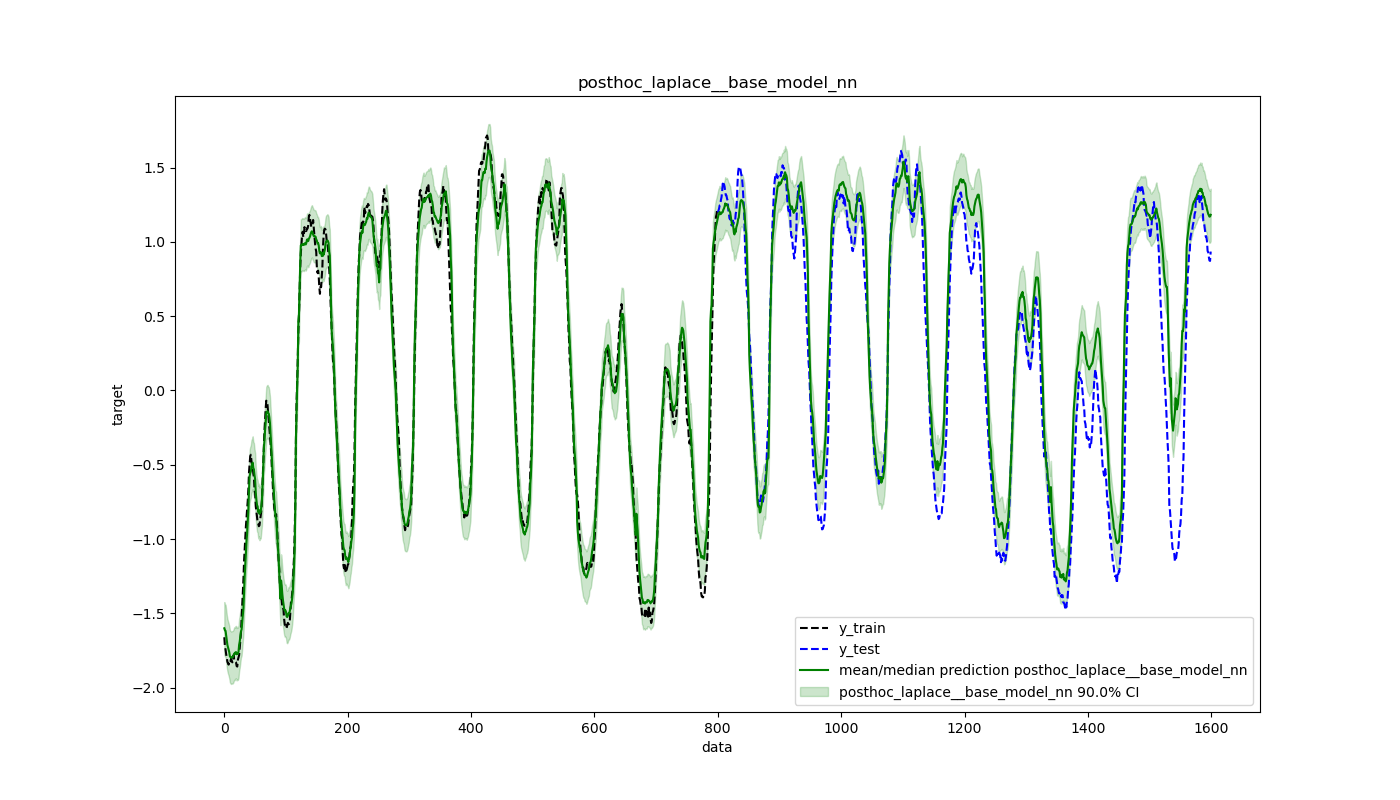 posthoc_laplace__base_model_nn
target
1.5
1.0
0.5
0.0
−0.5
−1.0
−1.5
−2.0
y_train
y_test
mean/median prediction posthoc_laplace__base_model_nn
posthoc_laplace__base_model_nn 90.0% CI
0 200 400 600 800 1000 1200 1400 1600
data